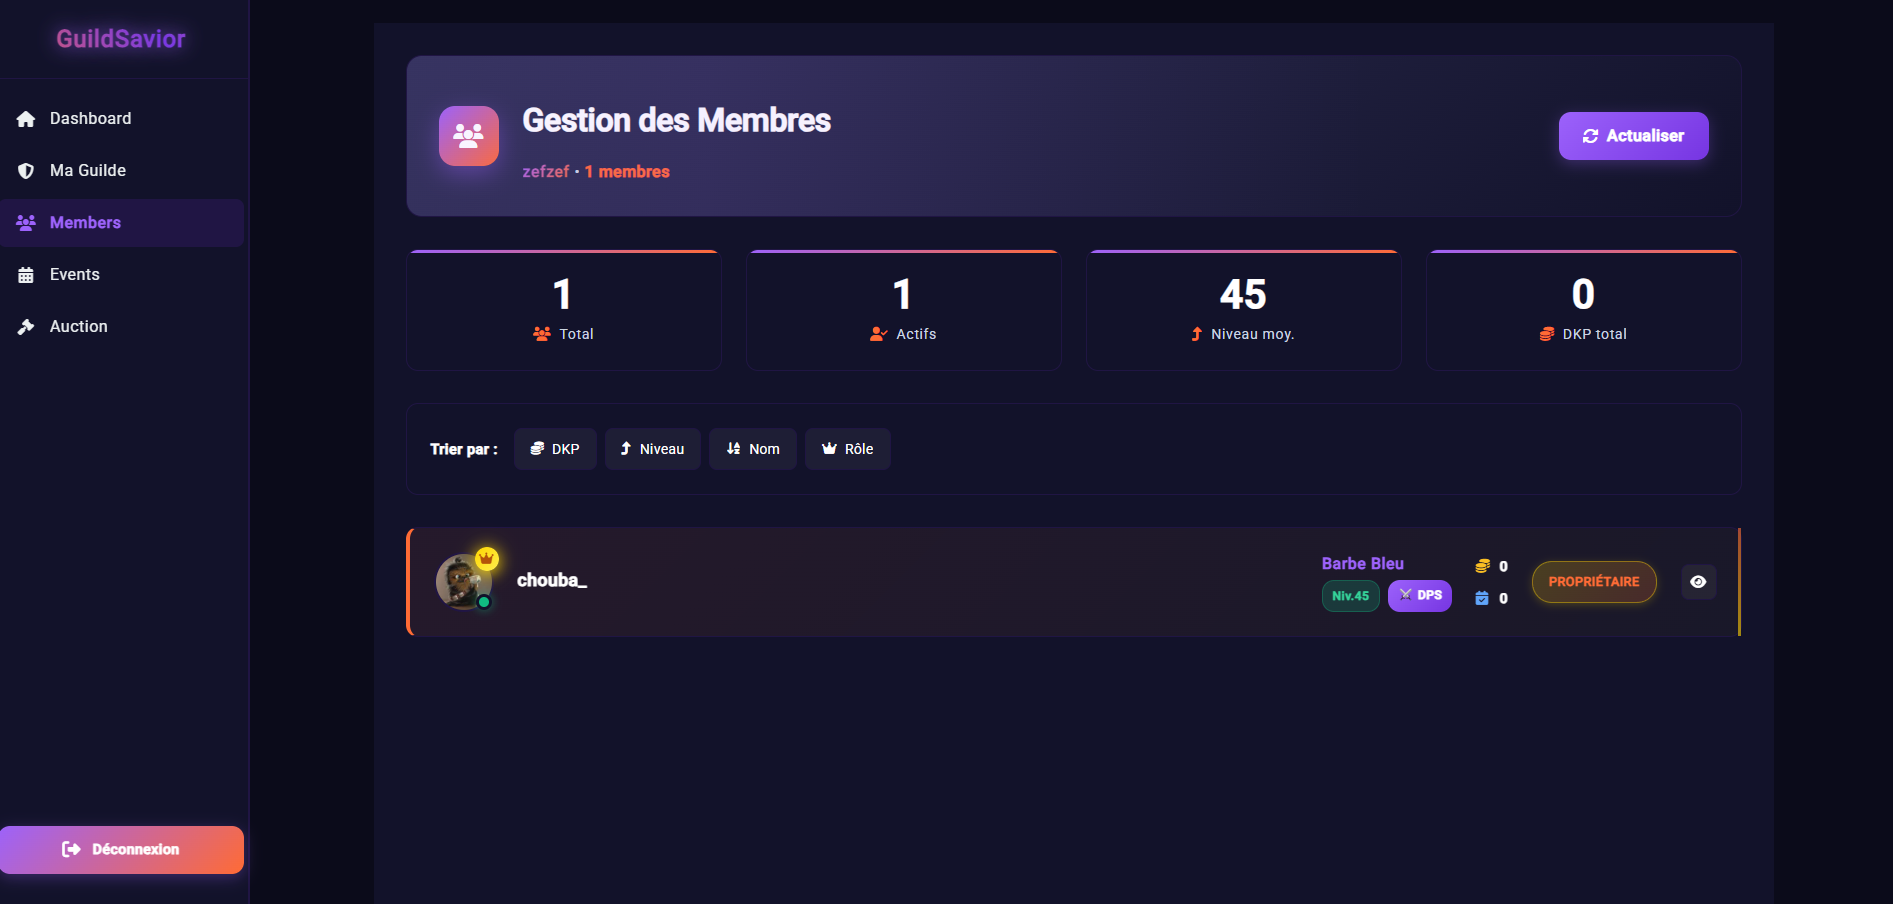 GuildSavior
Dashboard
Ma Guilde
Members
Events
Auction
Déconnexion
Gestion des Membres
zefzef • 1 membres
Actualiser
1
Total
1
Actifs
45
Niveau moy.
0
DKP total
Trier par :
DKP
Niveau
Nom
Rôle
chouba_
Barbe Bleu
Niv.45
DPS
0
0
PROPRIÉTAIRE